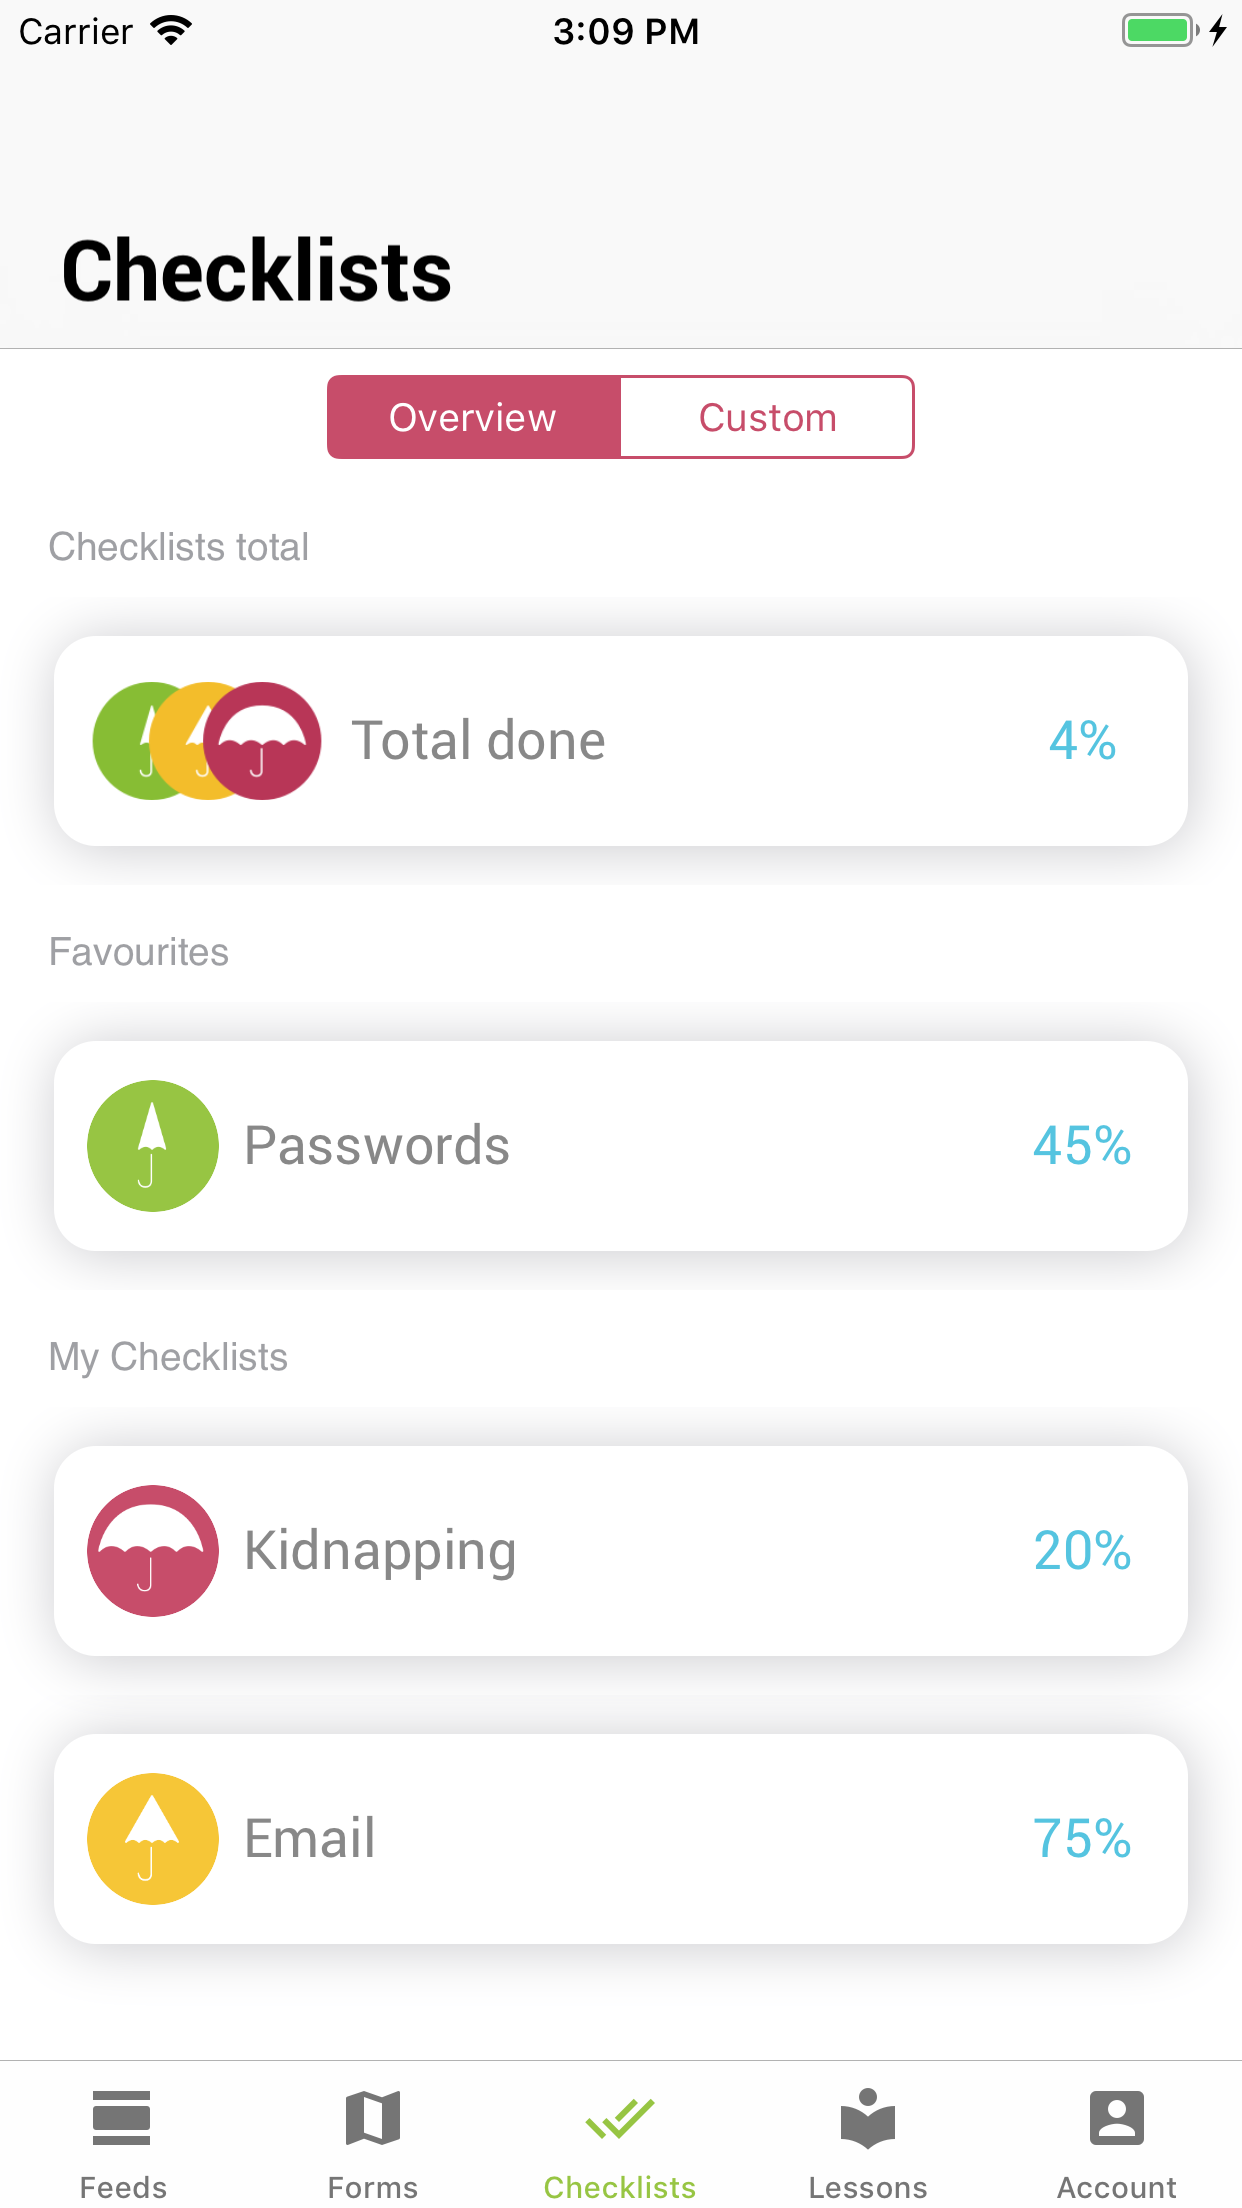 Carrier 3:09 PM
Checklists
Overview Custom
Checklists total
Total done 4%
Favourites
Passwords 45%
My Checklists
Kidnapping 20%
Email 75%
Feeds Forms Checklists Lessons Account